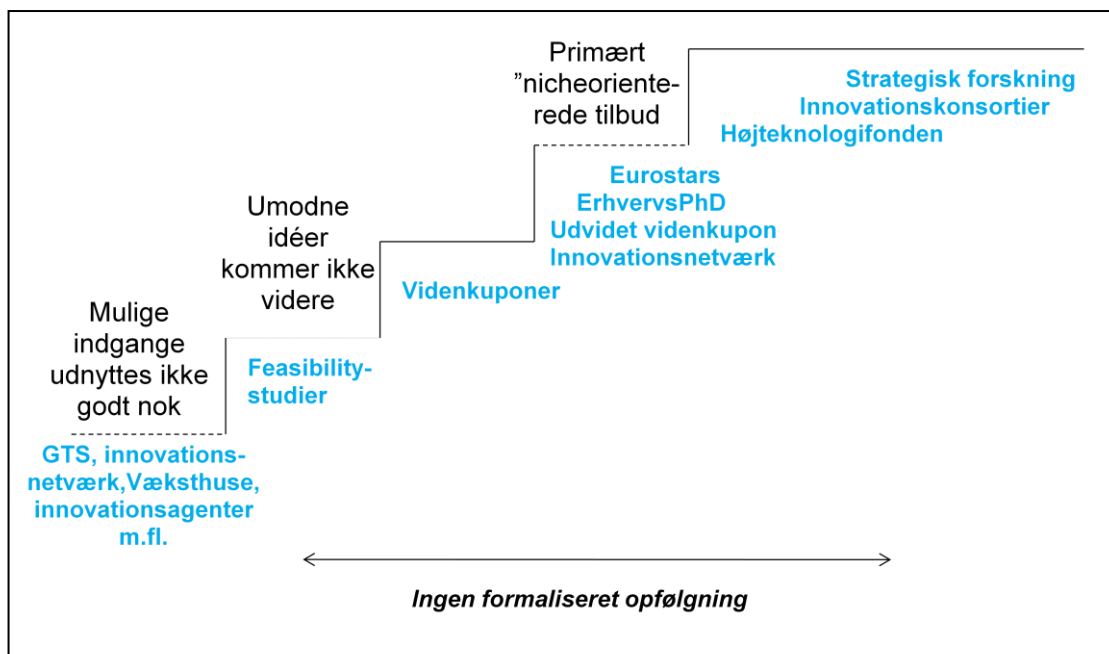 Primært
”nicheoriente-
rede tilbud
Strategisk forskning
Innovationskonsortier
Højteknologifonden
Eurostars
ErhvervsPhD
Udvidet videnkupon
Innovationsnetværk
Umodne
idéer
kommer ikke
videre
Videnkuponer
Mulige
indgange
udnyttes ikke
godt nok
Feasibility-
studier
GTS, innovations-
netværk,Væksthuse,
innovationsagenter
m.fl.
Ingen formaliseret opfølgning